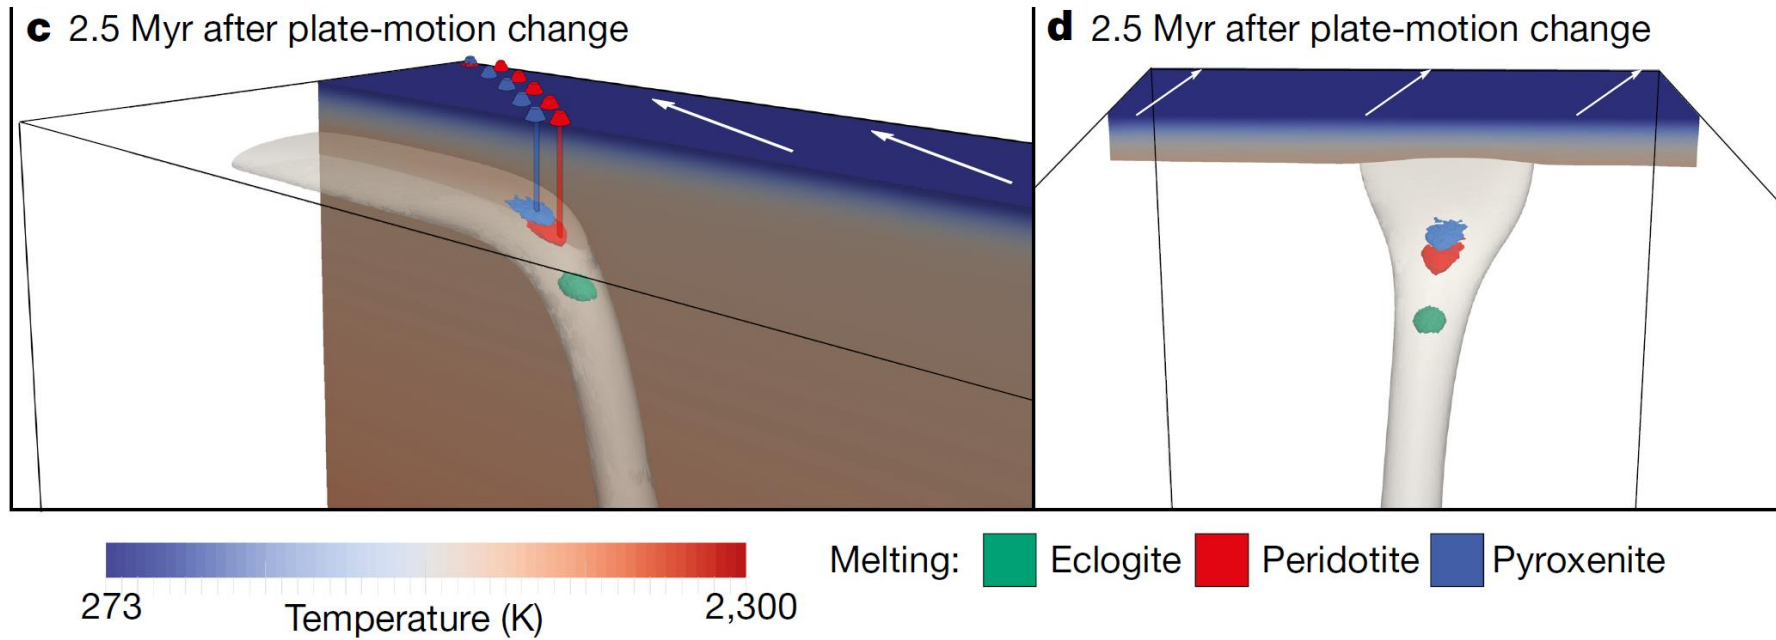 c 2.5 Myr after plate-motion change
d 2.5 Myr after plate-motion change
273
Temperature (K)
2,300
Melting:
Eclogite
Peridotite
Pyroxenite